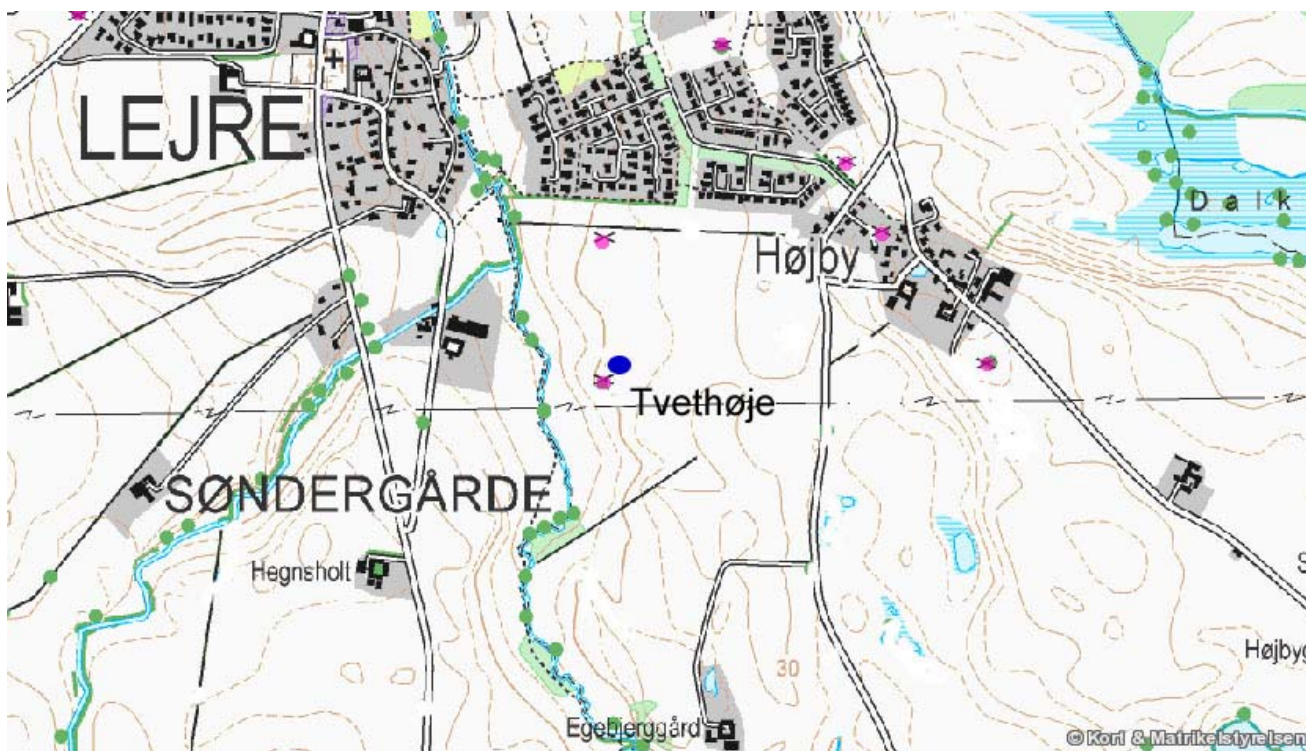 LEJRE
Dalk
Højby
Tvethøje
SØNDERGÅRDE
Hegnsholt
S
Højbyg
30
Egebjerggård
© Kort & Matrikelstyrelsen